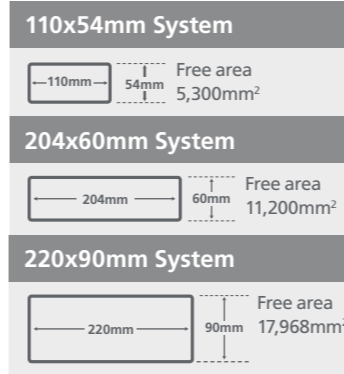 110x54mm System
Free area
110mm
54mm
5,300mm²
204x60mm System
Free area
204mm
60mm
11,200mm²
220x90mm System
Free area
220mm
90mm
17,968mm²